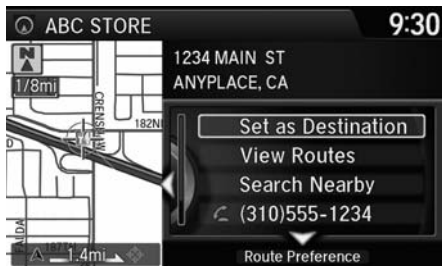 ABC STORE
9:30
N
1/8mi
CRENSHAW
182N
187TH
1.4mi
1234 MAIN ST
ANYPLACE, CA
Set as Destination
View Routes
Search Nearby
(310)555-1234
Route Preference